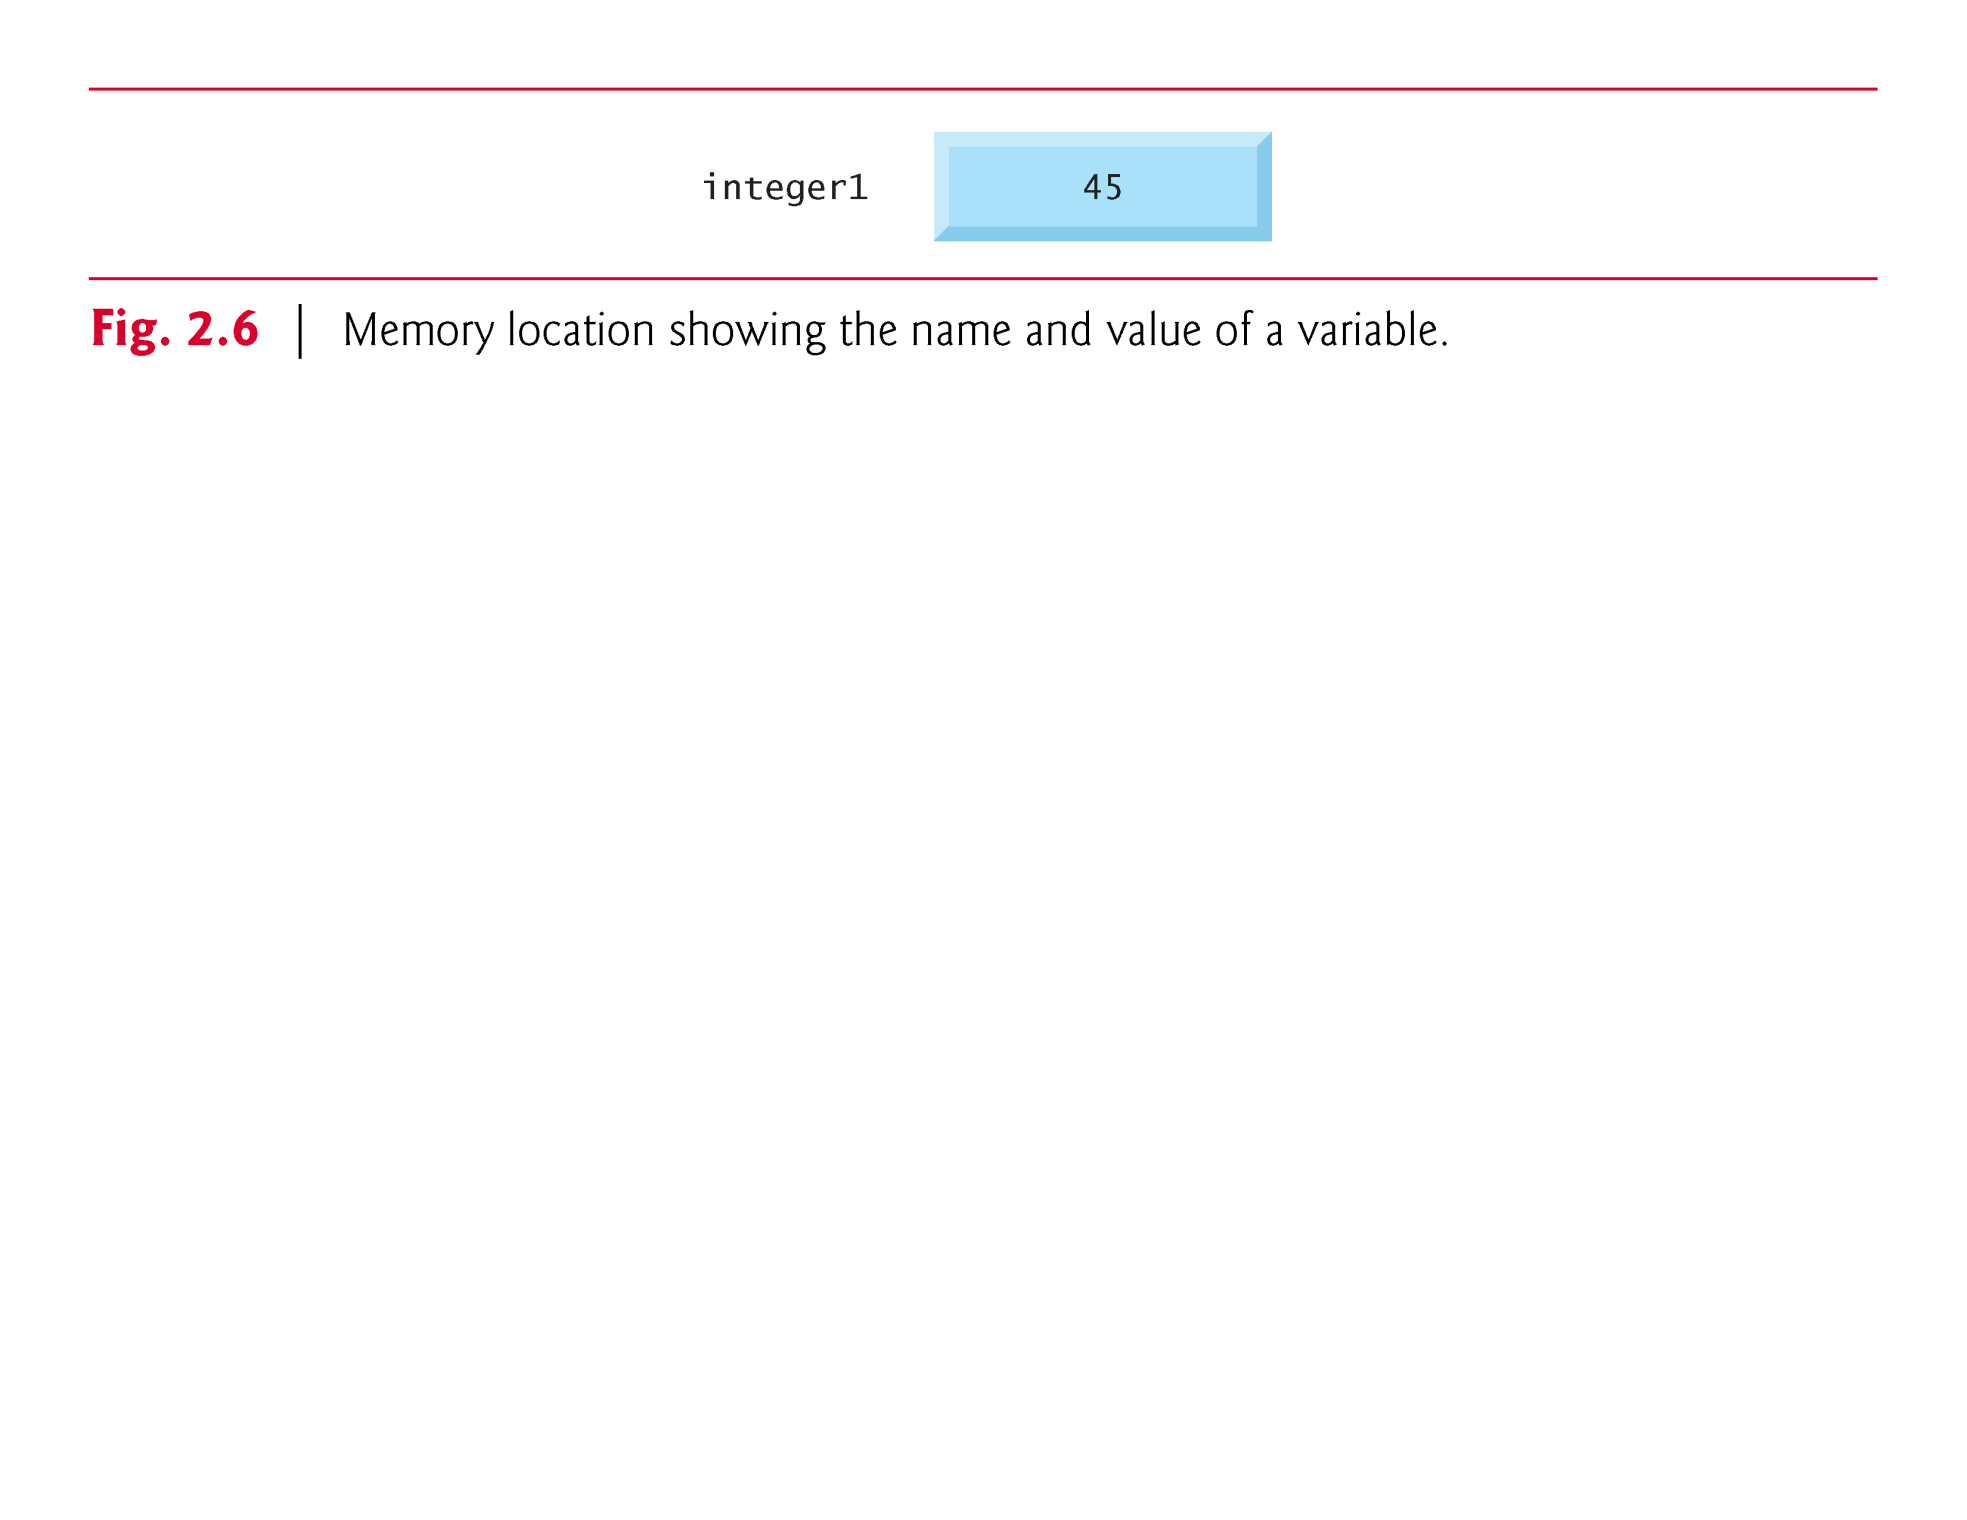 integer1 45
Fig. 2.6 | Memory location showing the name and value of a variable.